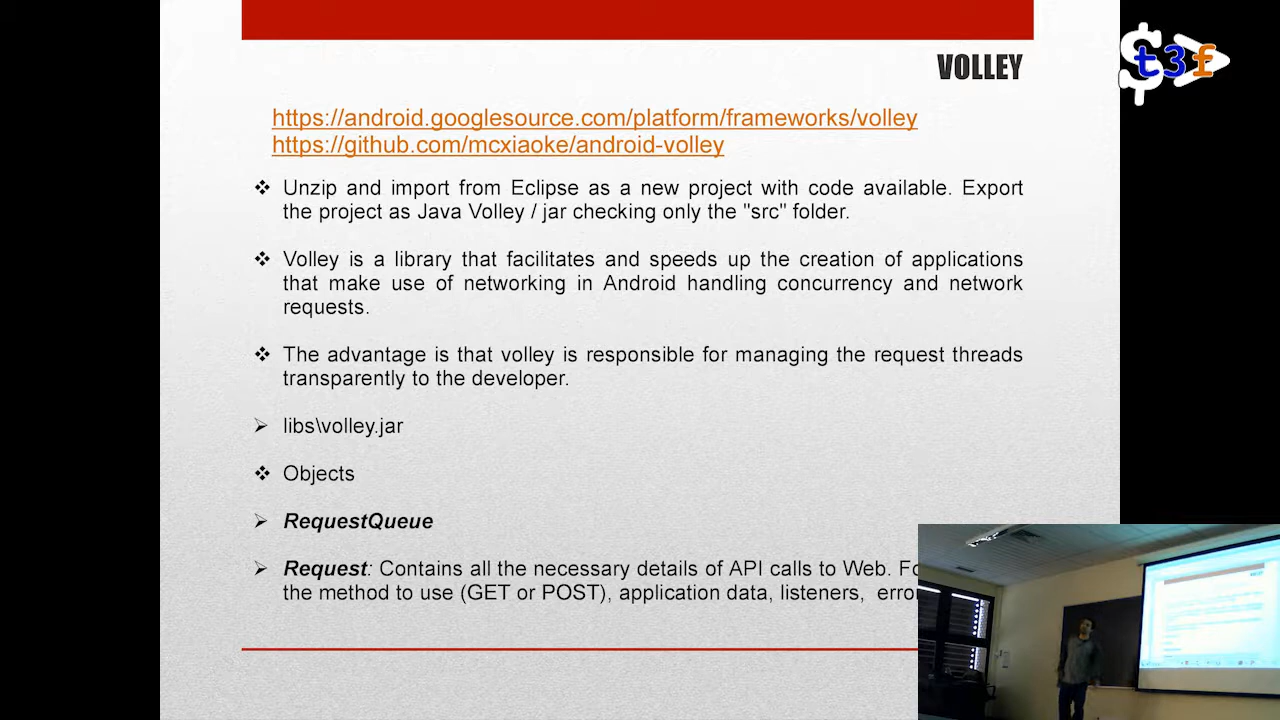 VOLLEY
$t3f
https://android.googlesource.com/platform/frameworks/volley
https://github.com/mcxiaoke/android-volley
Unzip and import from Eclipse as a new project with code available. Export
the project as Java Volley / jar checking only the "src" folder.
Volley is a library that facilitates and speeds up the creation of applications
that make use of networking in Android handling concurrency and network
requests.
The advantage is that volley is responsible for managing the request threads
transparently to the developer.
libs\volley.jar
Objects
RequestQueue
Request: Contains all the necessary details of API calls to Web.
the method to use (GET or POST), application data, listeners, error